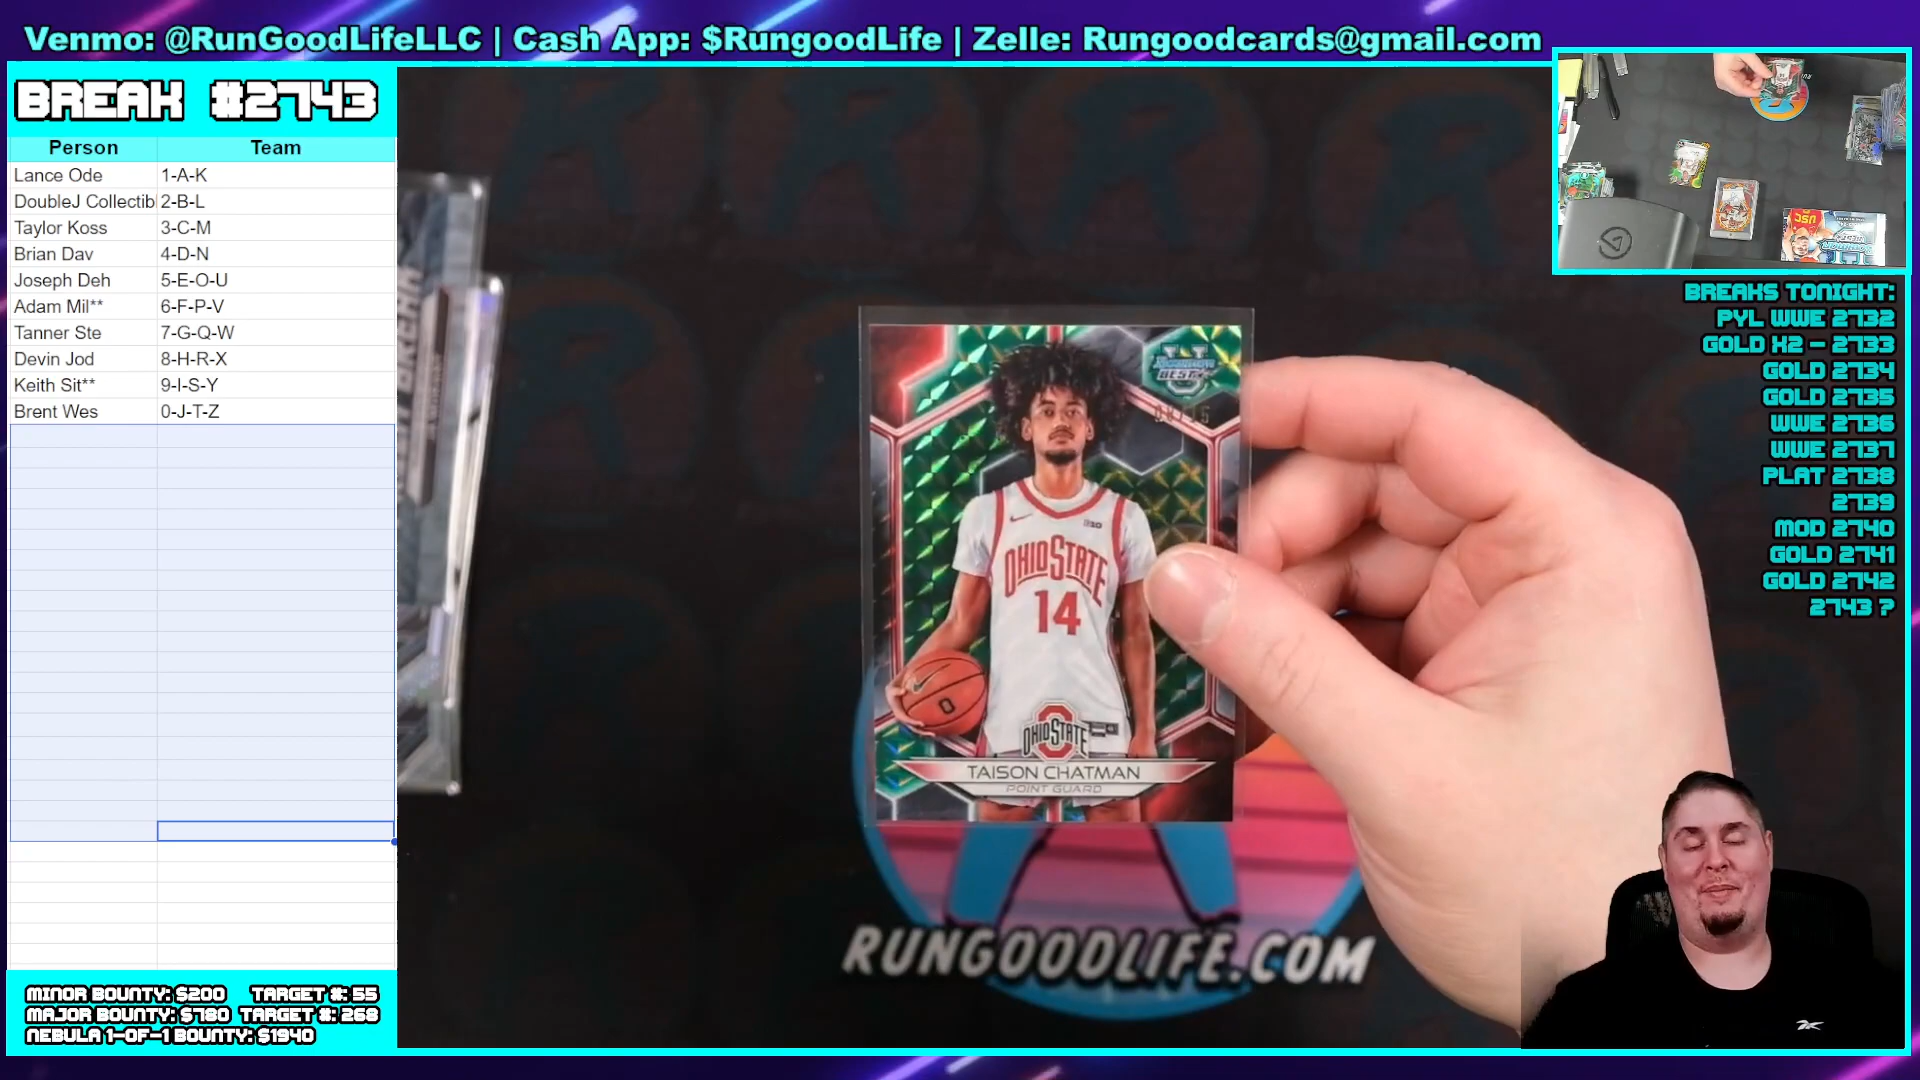 Venmo: @RunGoodLifeLLC | Cash App: $RungoodLife | Zelle: Rungoodcards@gmail.com
BREAK #2743
Person Team
Lance Ode 1-A-K
DoubleJ Collectib 2-B-L
Taylor Koss 3-C-M
Brian Dav 4-D-N
Joseph Deh 5-E-O-U
Adam Mil** 6-F-P-V
Tanner Ste 7-G-Q-W
Devin Jod 8-H-R-X
Keith Sit** 9-I-S-Y
Brent Wes 0-J-T-Z
MINOR BOUNTY: $200 TARGET #: 55
MAJOR BOUNTY: $780 TARGET #: 268
NEBULA 1-OF-1 BOUNTY: $1940
BEST
OHIO STATE
14
OHIO STATE
TAISON CHATMAN
POINT GUARD
RUNGOODLIFE.COM
USC
BREAKS TONIGHT:
PYL WWE 2732
GOLD X2 - 2733
GOLD 2734
GOLD 2735
WWE 2736
WWE 2737
PLAT 2738
2739
MOD 2740
GOLD 2741
GOLD 2742
2743 ?